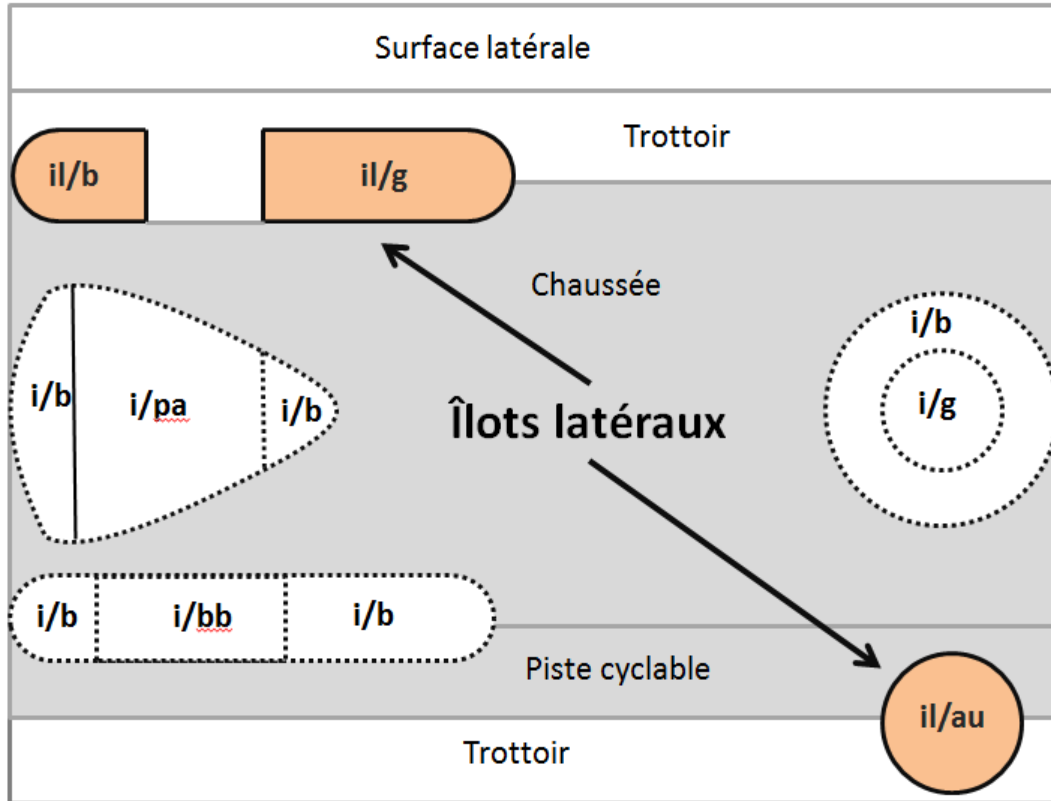 Surface latérale
Trottoir
il/b
il/g
Chaussée
i/b
i/b
i/pa
i/b
i/g
Îlots latéraux
i/b
i/bb
i/b
Piste cyclable
il/au
Trottoir